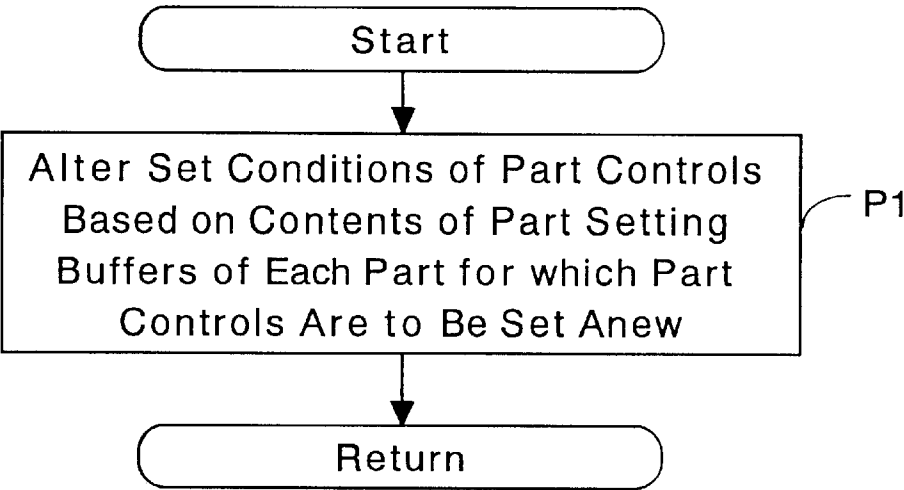 Start
Alter Set Conditions of Part Controls
P1
Based on Contents of Part Setting
Buffers of Each Part for which Part
Controls Are to Be Set Anew
Return